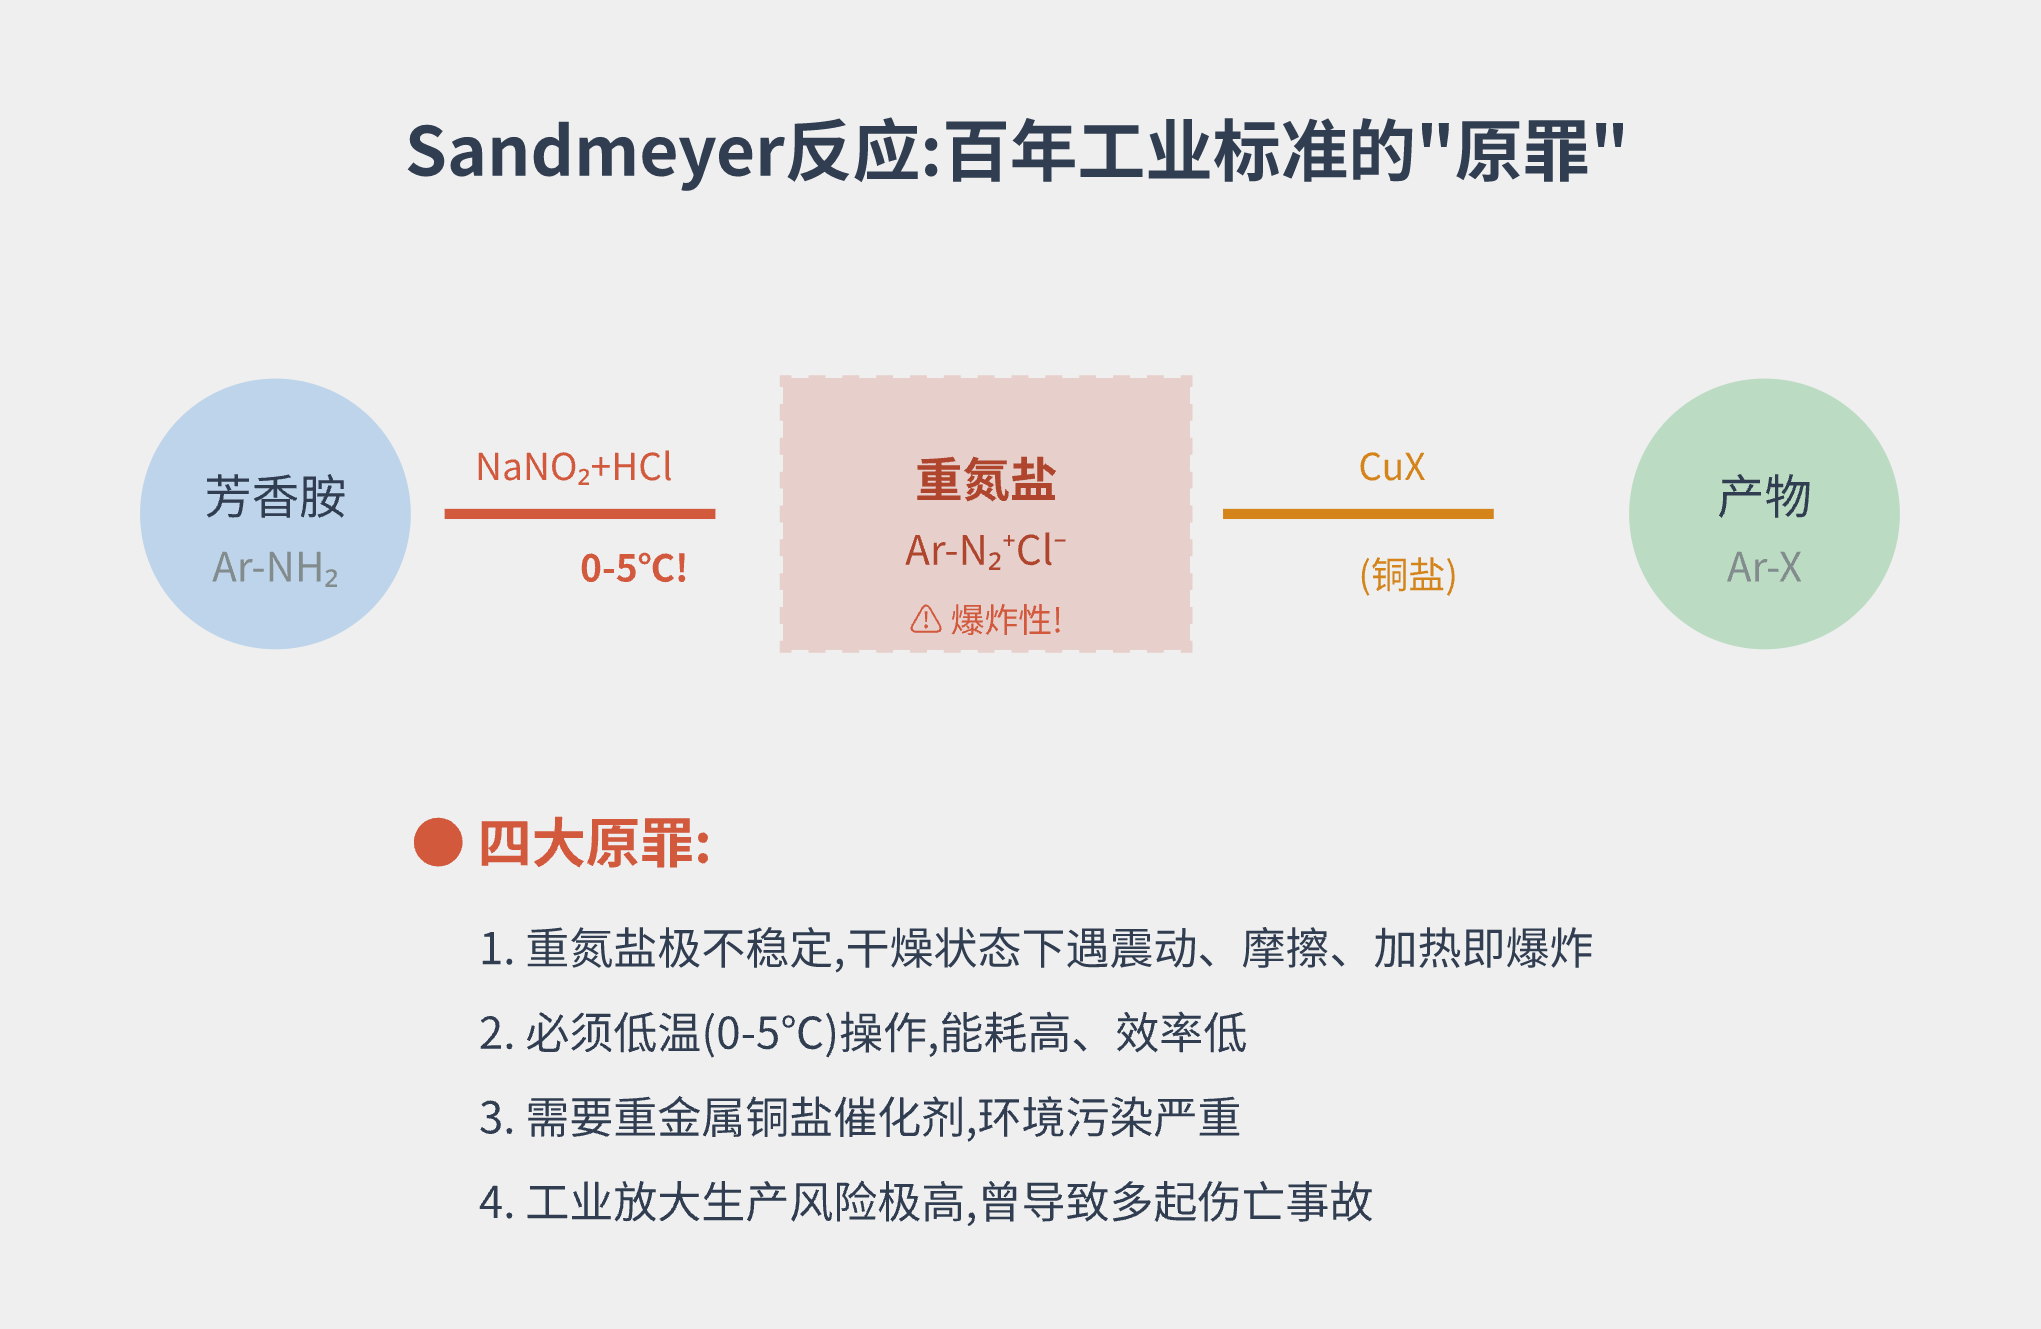 Sandmeyer反应:百年工业标准的"原罪"
芳香胺
Ar-NH₂
NaNO₂+HCl
0-5℃!
重氮盐
Ar-N₂⁺Cl⁻
⚠ 爆炸性!
CuX
(铜盐)
产物
Ar-X
四大原罪:
1. 重氮盐极不稳定,干燥状态下遇震动、摩擦、加热即爆炸
2. 必须低温(0-5℃)操作,能耗高、效率低
3. 需要重金属铜盐催化剂,环境污染严重
4. 工业放大生产风险极高,曾导致多起伤亡事故